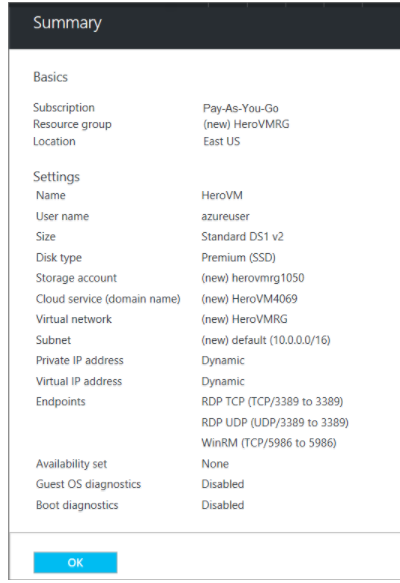 Summary
Basics
Subscription Pay-As-You-Go
Resource group (new) HeroVMRG
Location East US
Settings
Name HeroVM
User name azureuser
Size Standard DS1 v2
Disk type Premium (SSD)
Storage account (new) herovmrg1050
Cloud service (domain name) (new) HeroVM4069
Virtual network (new) HeroVMRG
Subnet (new) default (10.0.0.0/16)
Private IP address Dynamic
Virtual IP address Dynamic
Endpoints RDP TCP (TCP/3389 to 3389)
RDP UDP (UDP/3389 to 3389)
WinRM (TCP/5986 to 5986)
Availability set None
Guest OS diagnostics Disabled
Boot diagnostics Disabled
OK